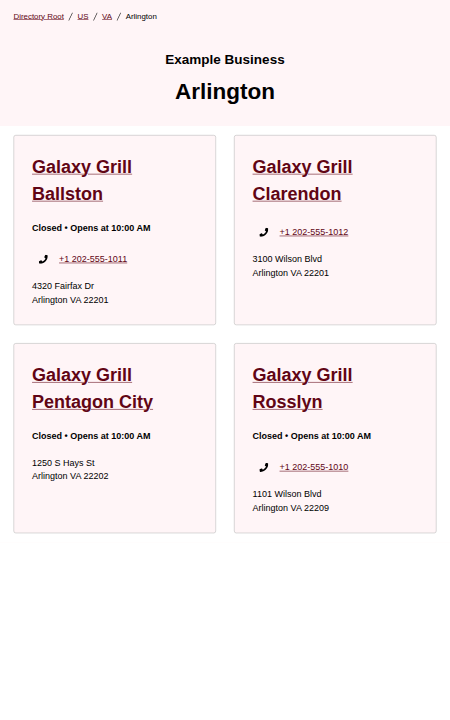 Directory Root / US / VA / Arlington
Example Business
Arlington
Galaxy Grill
Ballston
Closed • Opens at 10:00 AM
+1 202-555-1011
4320 Fairfax Dr
Arlington VA 22201
Galaxy Grill
Clarendon
+1 202-555-1012
3100 Wilson Blvd
Arlington VA 22201
Galaxy Grill
Pentagon City
Closed • Opens at 10:00 AM
1250 S Hays St
Arlington VA 22202
Galaxy Grill
Rosslyn
Closed • Opens at 10:00 AM
+1 202-555-1010
1101 Wilson Blvd
Arlington VA 22209